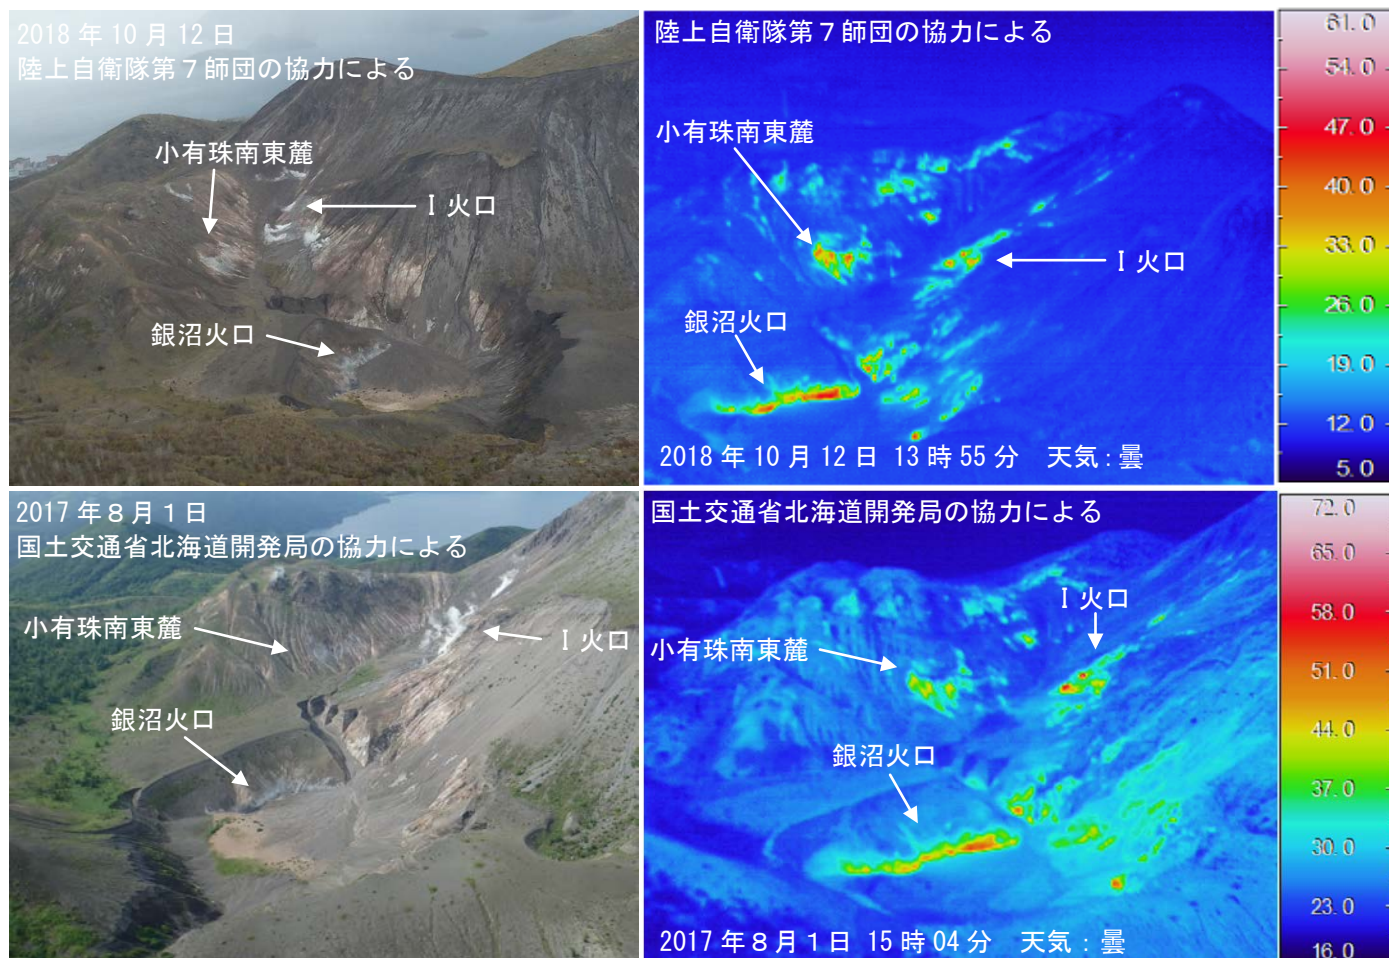 2018年10月12日
陸上自衛隊第７師団の協力による
小有珠南東麓
Ⅰ火口
銀沼火口
陸上自衛隊第７師団の協力による
小有珠南東麓
Ⅰ火口
銀沼火口
2018年10月12日 13時55分 天気：曇
61.0
54.0
47.0
40.0
33.0
26.0
19.0
12.0
5.0
2017年８月１日
国土交通省北海道開発局の協力による
小有珠南東麓
Ⅰ火口
銀沼火口
国土交通省北海道開発局の協力による
Ⅰ火口
小有珠南東麓
銀沼火口
2017年８月１日 15時04分 天気：曇
72.0
65.0
58.0
51.0
44.0
37.0
30.0
23.0
16.0